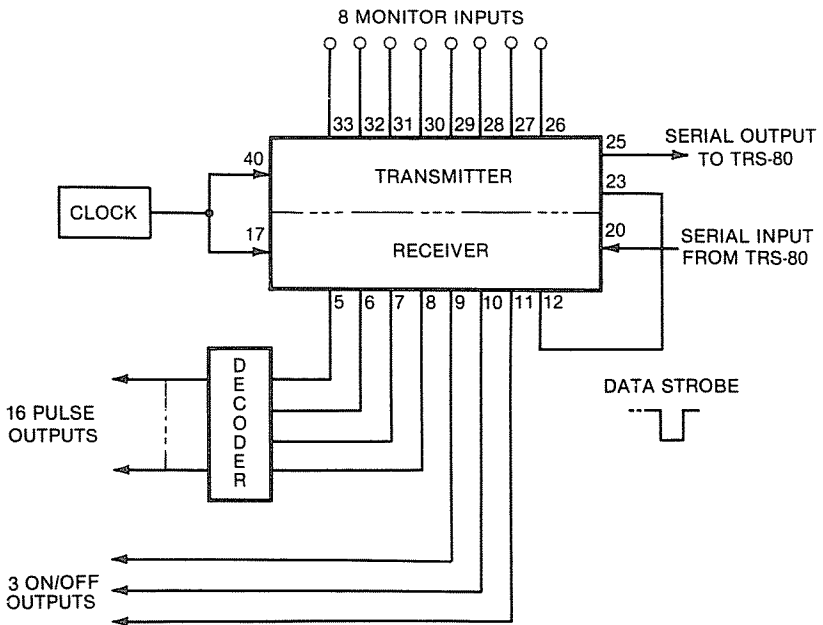 8 MONITOR INPUTS
33 32 31 30 29 28 27 26
25
SERIAL OUTPUT
TO TRS-80
40
TRANSMITTER
23
CLOCK
17
RECEIVER
20
SERIAL INPUT
FROM TRS-80
5 6 7 8 9 10 11 12
DECODER
DATA STROBE
16 PULSE
OUTPUTS
3 ON/OFF
OUTPUTS